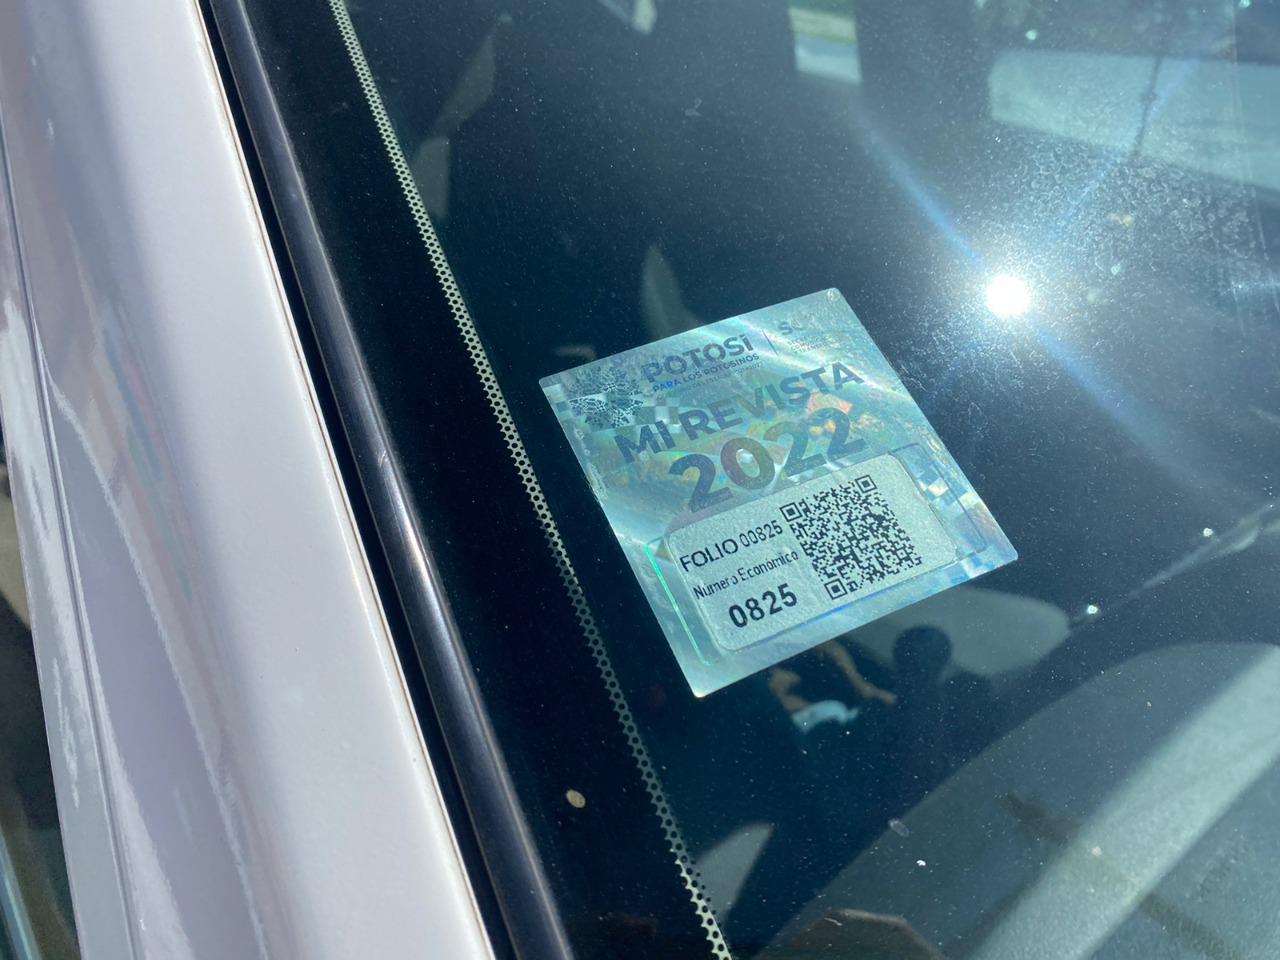 POTOSÍ
PARA LOS POTOSINOS
MI REVISTA
2022
FOLIO 00825
Numero Economico
0825